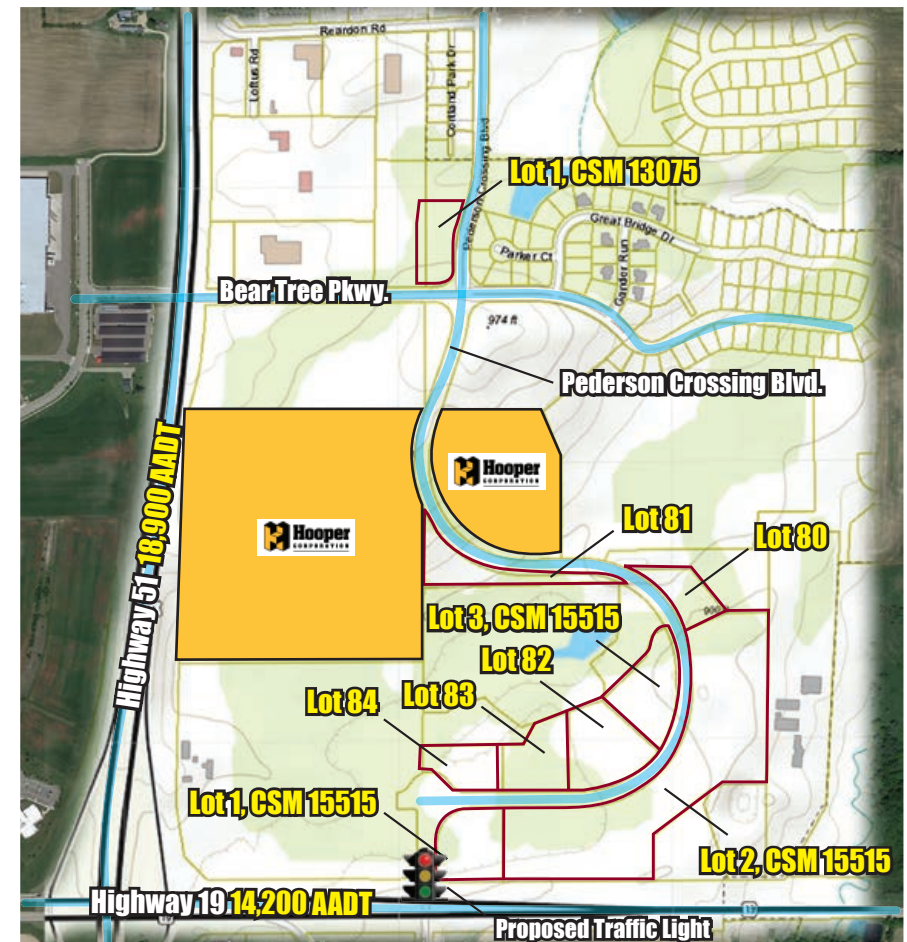 Reardon Rd
Loftus Rd
Cortland Park Dr
Pederson Crossing Blvd
Lot 1, CSM 13075
Great Bridge Dr
Parker Ct
Gander Run
Bear Tree Pkwy.
974 ft
Pederson Crossing Blvd.
Highway 51 18,900 AADT
Hooper
CORPORATION
Hooper
CORPORATION
Lot 81
Lot 80
Lot 3, CSM 15515
Lot 82
Lot 83
Lot 84
Lot 1, CSM 15515
Lot 2, CSM 15515
Highway 19 14,200 AADT
19
Proposed Traffic Light